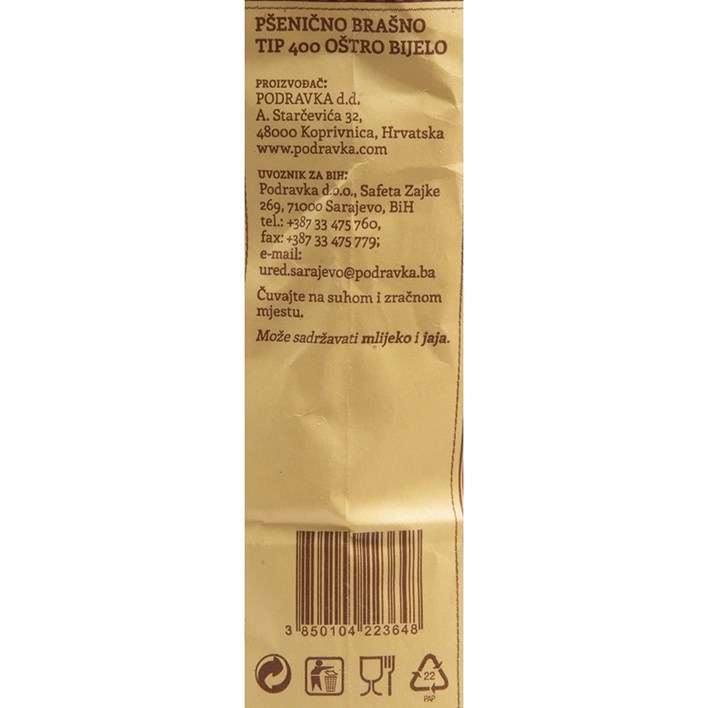 PŠENIČNO BRAŠNO
TIP 400 OŠTRO BIJELO
PROIZVOĐAČ:
PODRAVKA d.d.
A. Starčevića 32,
48000 Koprivnica, Hrvatska
www.podravka.com
UVOZNIK ZA BIH:
Podravka d.o.o., Safeta Zajke
269, 71000 Sarajevo, BiH
tel.: +387 33 475 760,
fax: +387 33 475 779;
e-mail:
ured.sarajevo@podravka.ba
Čuvajte na suhom i zračnom
mjestu.
Može sadržavati mlijeko i jaja.
3 850104 223648
22
PAP